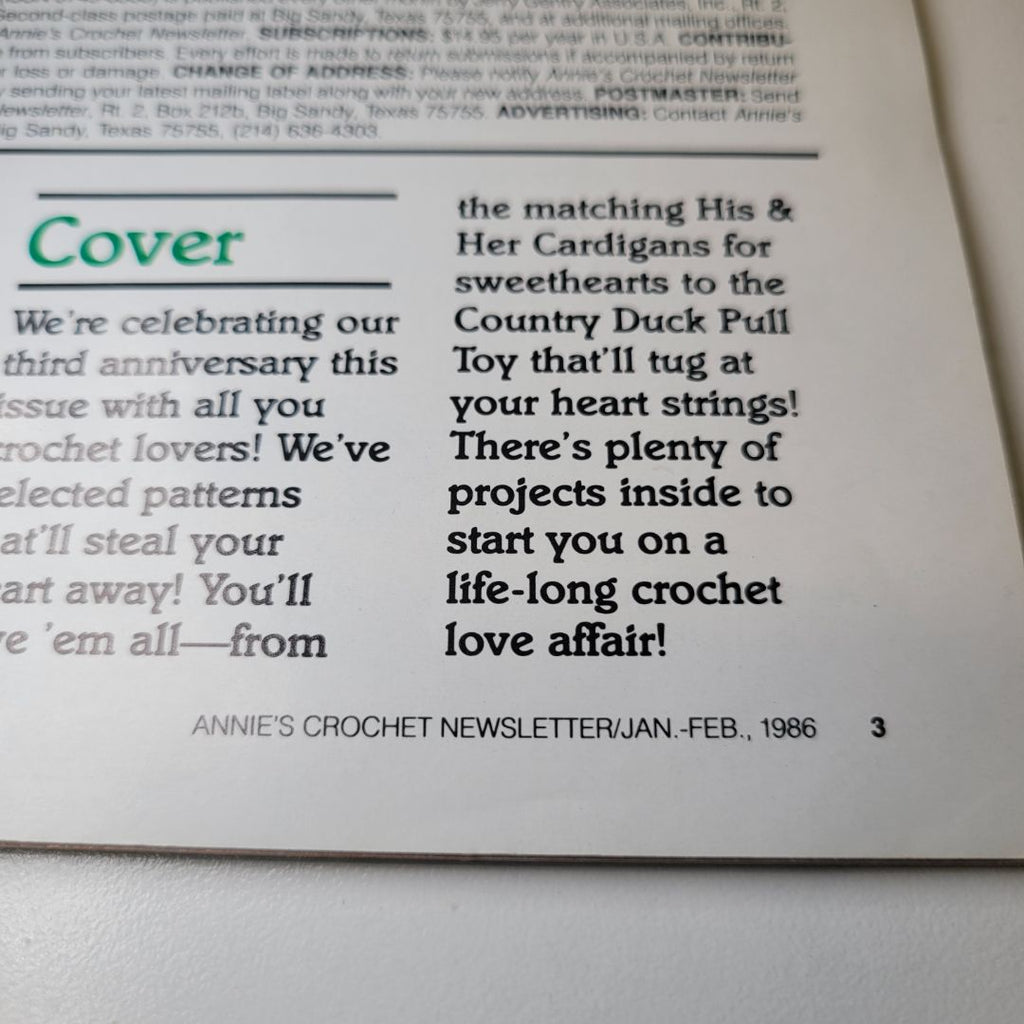 Second-class postage paid at Big Sandy, Texas 75755, and at additional mailing offices.
Annie's Crochet Newsletter. SUBSCRIPTIONS: $14.95 per year in U.S.A. CONTRIBU-
from subscribers. Every effort is made to return submissions if accompanied by return
loss or damage. CHANGE OF ADDRESS: Please notify Annie's Crochet Newsletter
sending your latest mailing label along with your new address. POSTMASTER: Send
Newsletter, Rt. 2, Box 212b, Big Sandy, Texas 75755. ADVERTISING: Contact Annie's
ig Sandy, Texas 75755, (214) 636-4303.
Cover
We're celebrating our
third anniversary this
issue with all you
rochet lovers! We've
elected patterns
at'll steal your
art away! You'll
e 'em all—from
the matching His &
Her Cardigans for
sweethearts to the
Country Duck Pull
Toy that'll tug at
your heart strings!
There's plenty of
projects inside to
start you on a
life-long crochet
love affair!
ANNIE'S CROCHET NEWSLETTER/JAN.-FEB., 1986 3